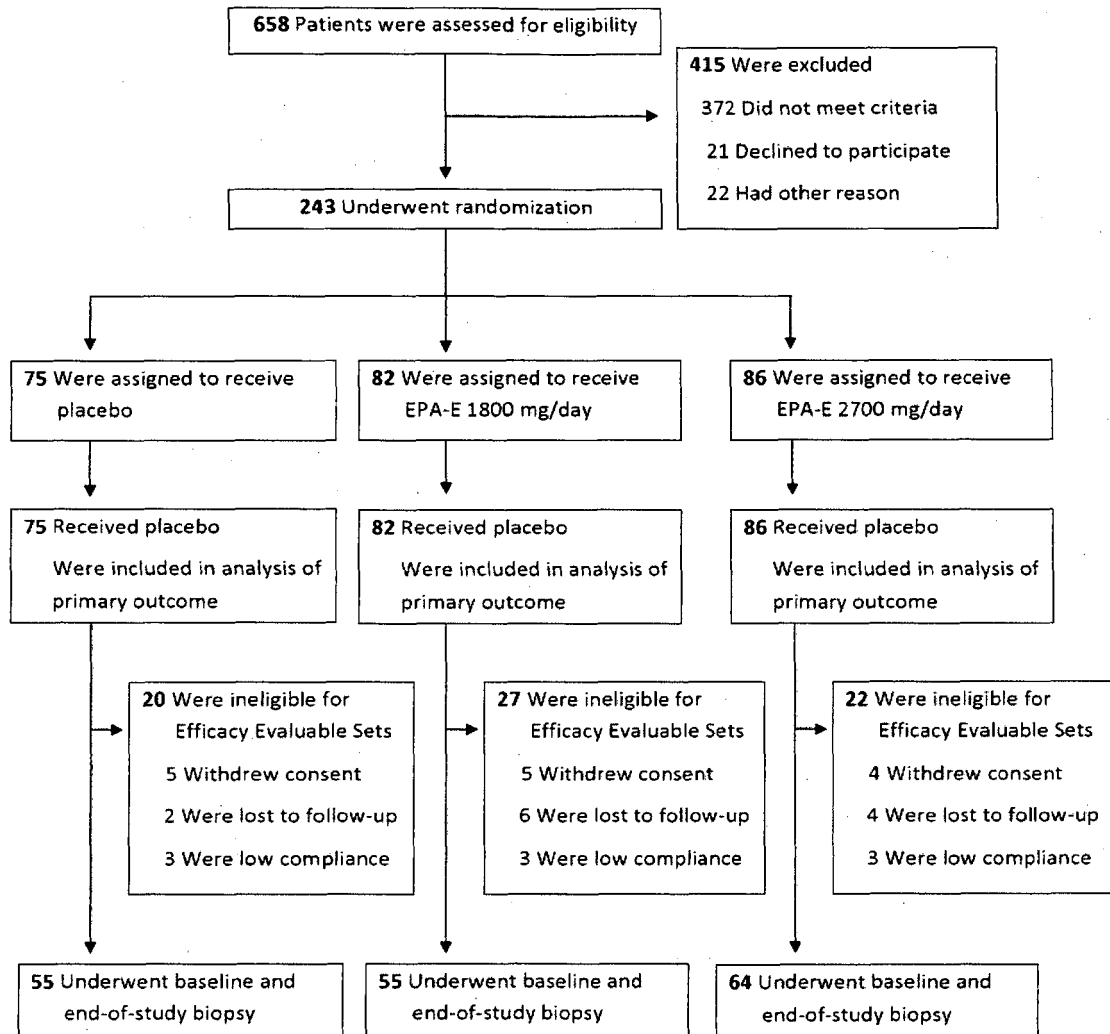 658 Patients were assessed for eligibility
415 Were excluded
372 Did not meet criteria
21 Declined to participate
22 Had other reason
243 Underwent randomization
75 Were assigned to receive
placebo
82 Were assigned to receive
EPA-E 1800 mg/day
86 Were assigned to receive
EPA-E 2700 mg/day
75 Received placebo
Were included in analysis of
primary outcome
82 Received placebo
Were included in analysis of
primary outcome
86 Received placebo
Were included in analysis of
primary outcome
20 Were ineligible for
Efficacy Evaluable Sets
5 Withdrew consent
2 Were lost to follow-up
3 Were low compliance
27 Were ineligible for
Efficacy Evaluable Sets
5 Withdrew consent
6 Were lost to follow-up
3 Were low compliance
22 Were ineligible for
Efficacy Evaluable Sets
4 Withdrew consent
4 Were lost to follow-up
3 Were low compliance
55 Underwent baseline and
end-of-study biopsy
55 Underwent baseline and
end-of-study biopsy
64 Underwent baseline and
end-of-study biopsy